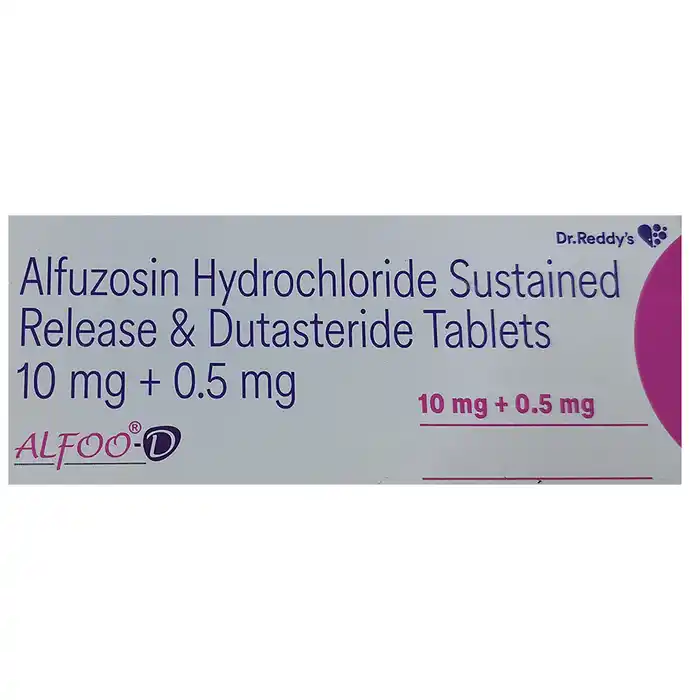 Dr.Reddy's
Alfuzosin Hydrochloride Sustained
Release & Dutasteride Tablets
10 mg + 0.5 mg
10 mg + 0.5 mg
ALFOO®-D